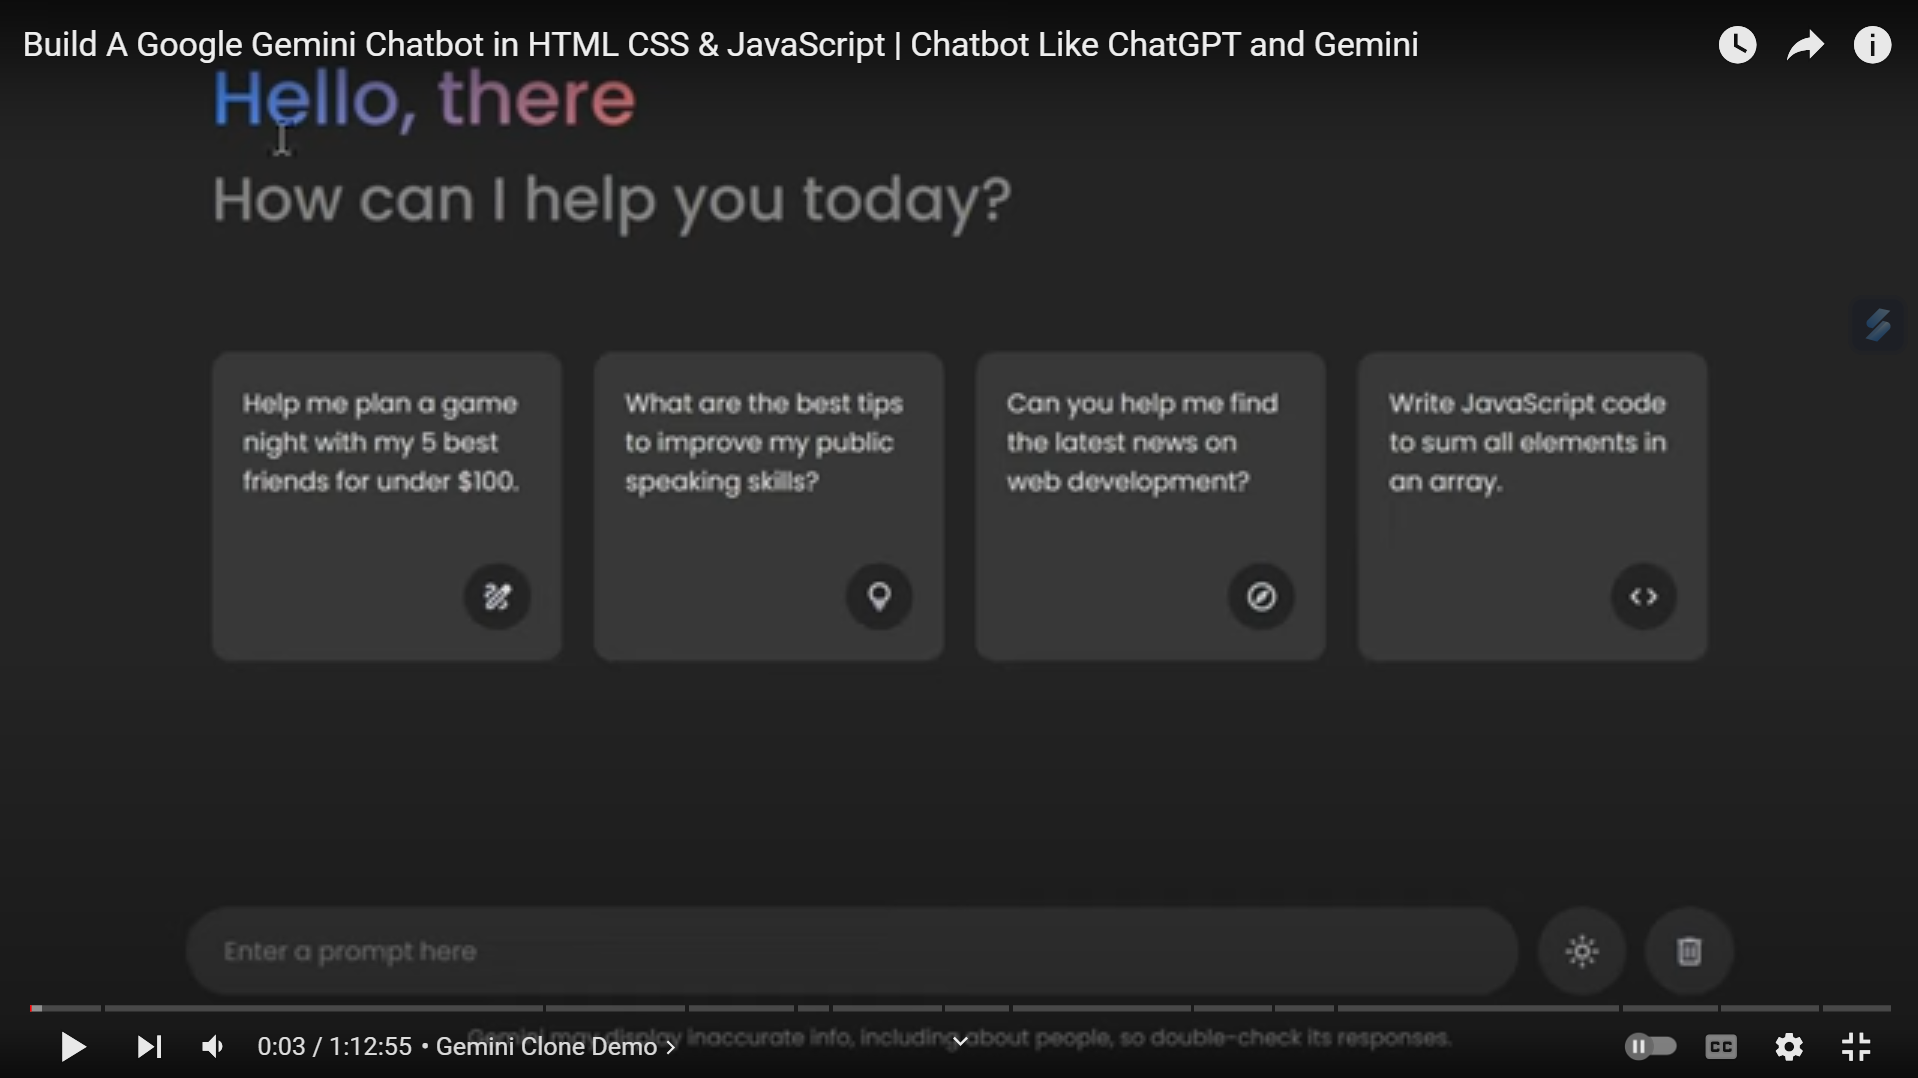 Build A Google Gemini Chatbot in HTML CSS & JavaScript | Chatbot Like ChatGPT and Gemini
Hello, there
How can I help you today?
Help me plan a game
night with my 5 best
friends for under $100.
What are the best tips
to improve my public
speaking skills?
Can you help me find
the latest news on
web development?
Write JavaScript code
to sum all elements in
an array.
Enter a prompt here
Gemini may display inaccurate info, including about people, so double-check its responses.
0:03 / 1:12:55 • Gemini Clone Demo
CC